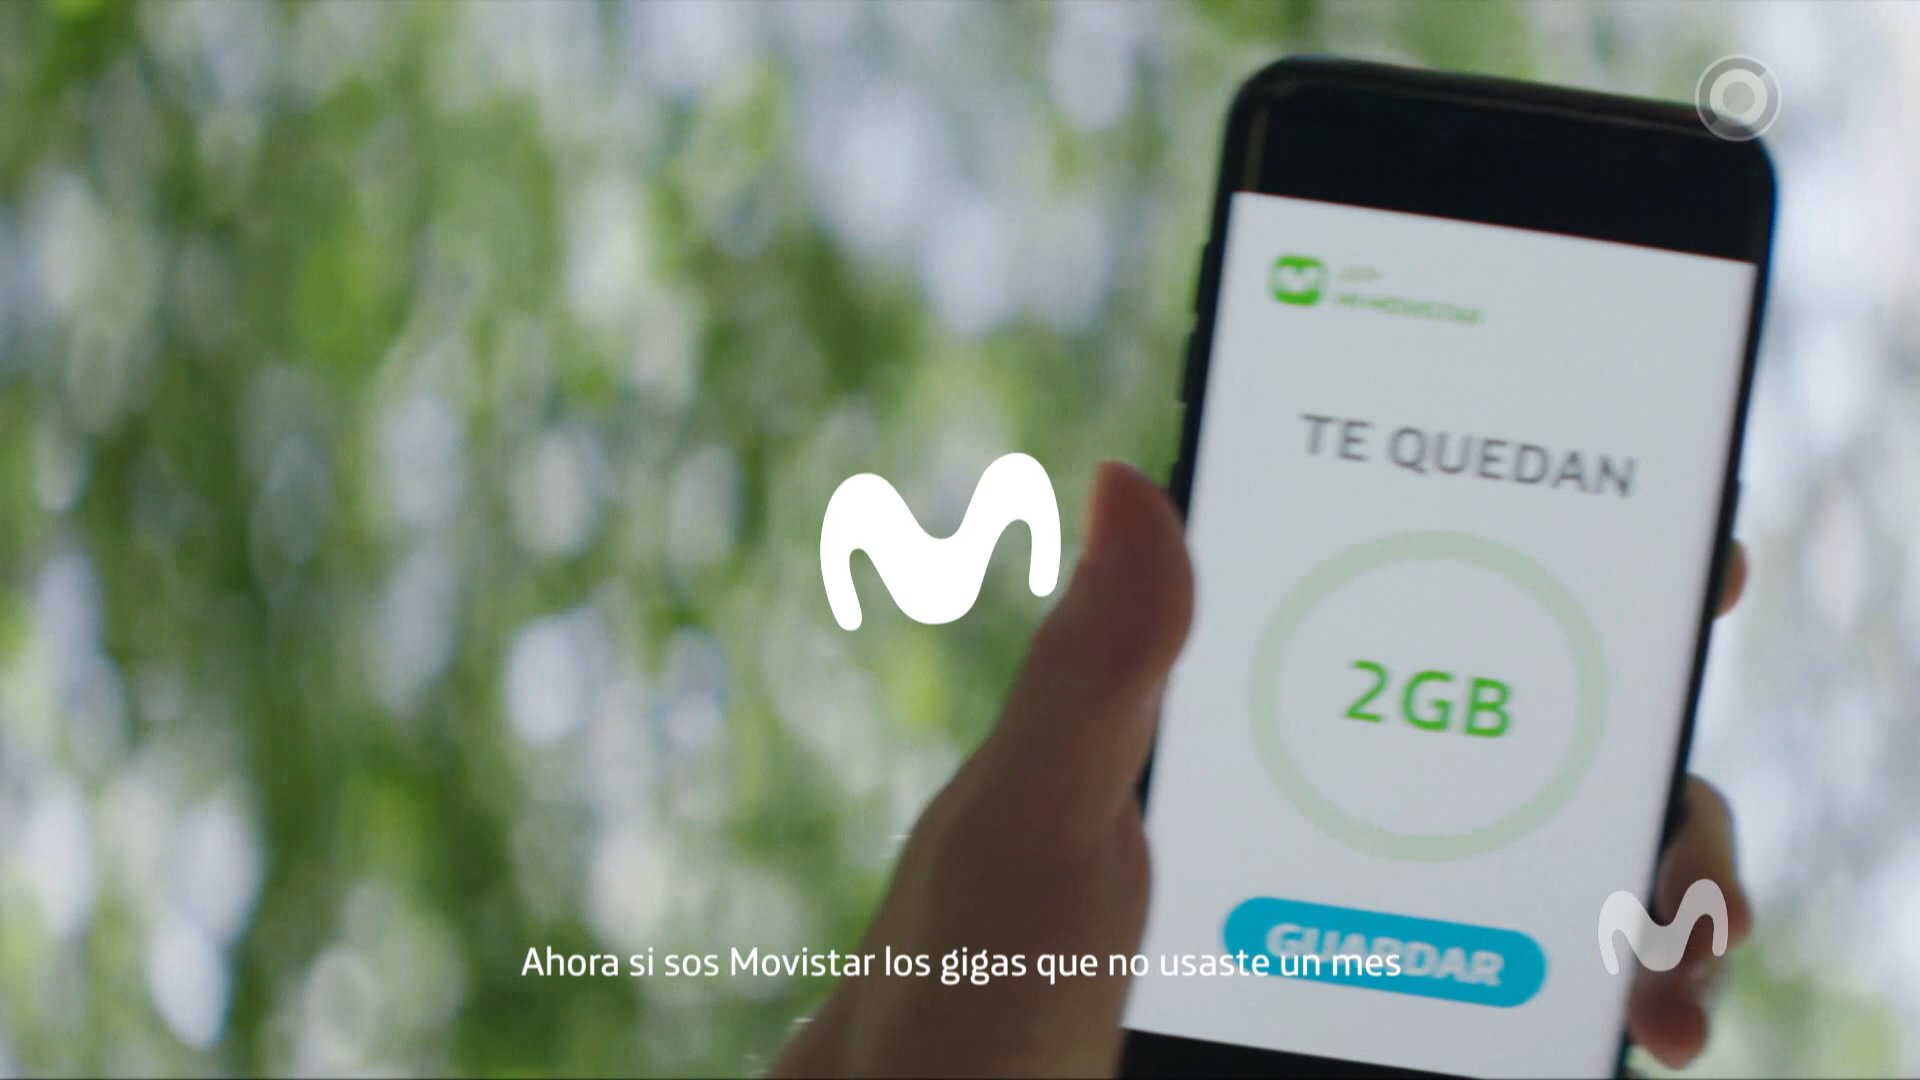 TE QUEDAN
2GB
GUARDAR
Ahora si sos Movistar los gigas que no usaste un mes